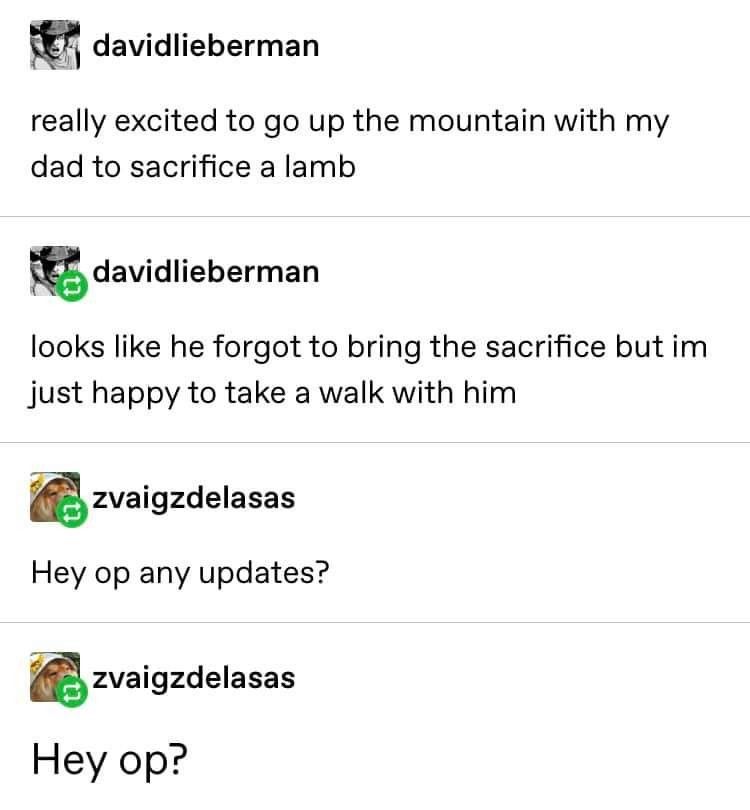 davidlieberman
really excited to go up the mountain with my
dad to sacrifice a lamb
davidlieberman
looks like he forgot to bring the sacrifice but im
just happy to take a walk with him
zvaigzdelasas
Hey op any updates?
zvaigzdelasas
Hey op?